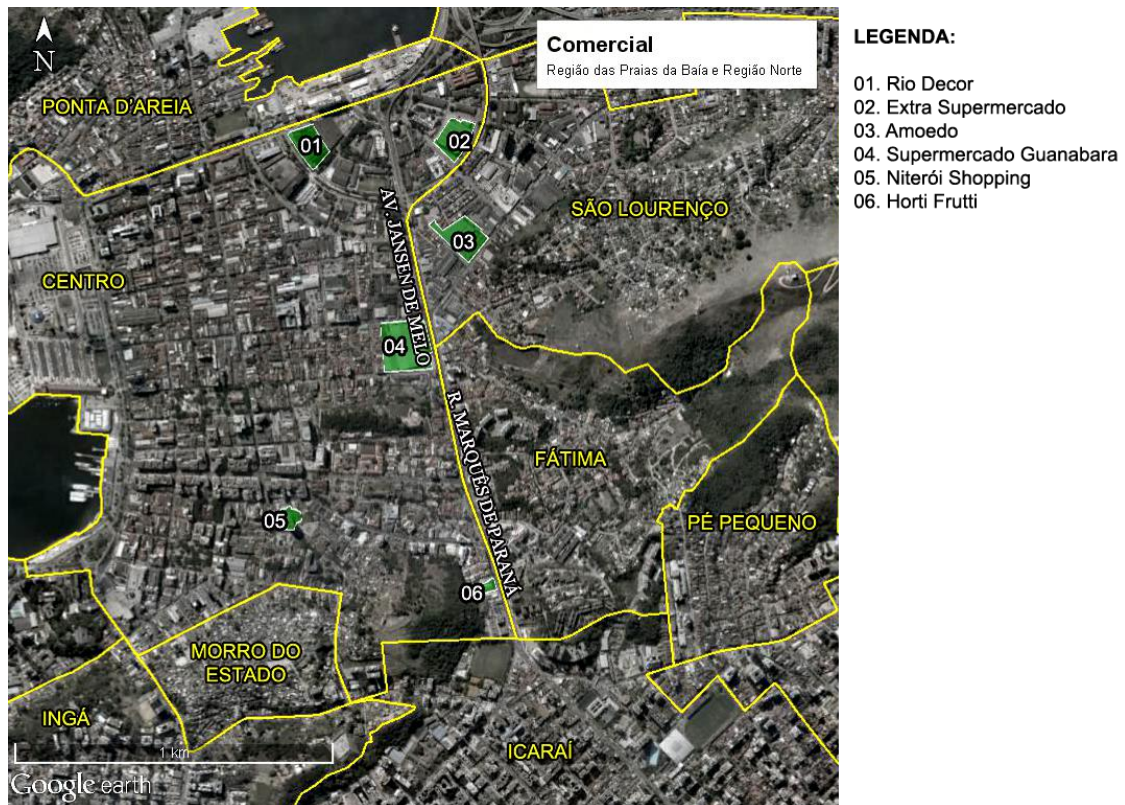 N
Comercial
Região das Praias da Baía e Região Norte
PONTA D'AREIA
01
02
SÃO LOURENÇO
AV. JANSEN DE MELO
03
CENTRO
04
R. MARQUÊS DE PARANÁ
FÁTIMA
05
PÉ PEQUENO
06
MORRO DO
ESTADO
INGÁ
ICARAÍ
1 km
Google earth
LEGENDA:
01. Rio Decor
02. Extra Supermercado
03. Amoedo
04. Supermercado Guanabara
05. Niterói Shopping
06. Horti Frutti